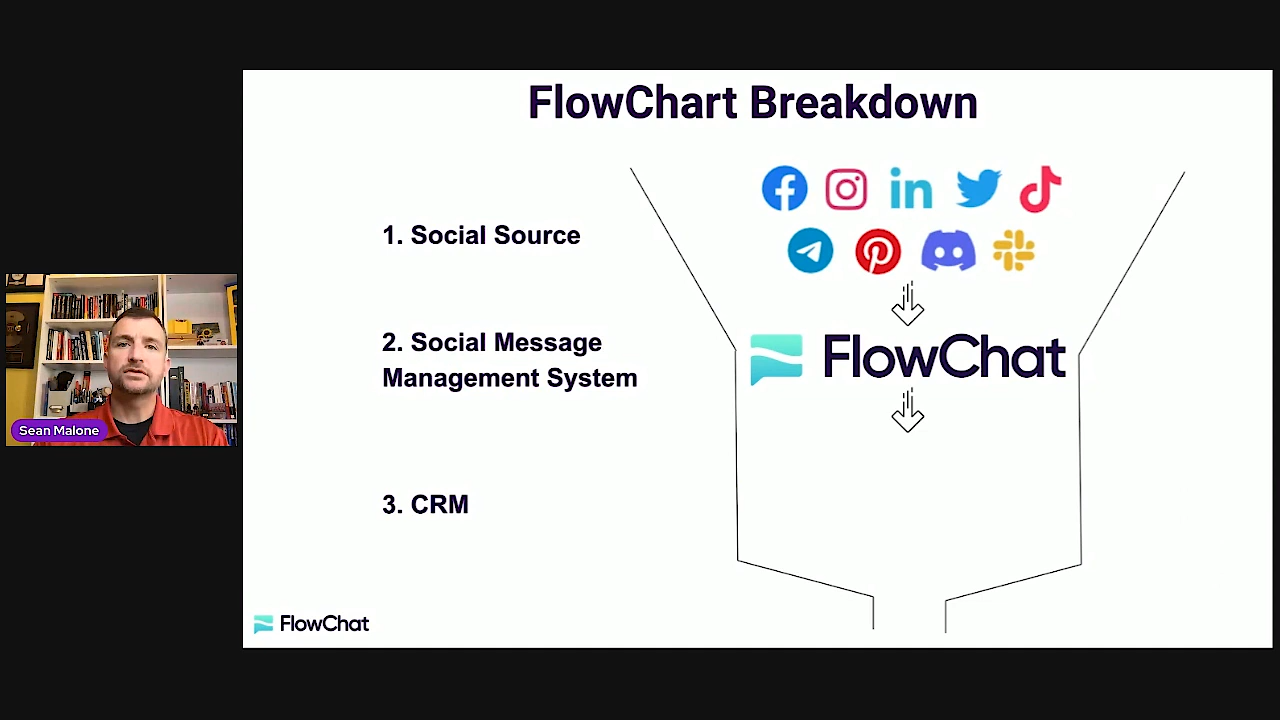 FlowChart Breakdown
1. Social Source
2. Social Message
Management System
FlowChat
3. CRM
Sean Malone
FlowChat